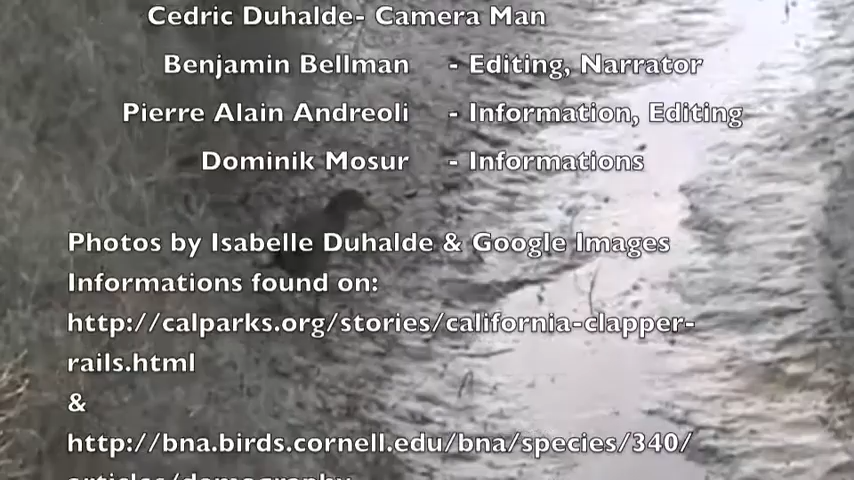 Cedric Duhalde- Camera Man
Benjamin Bellman - Editing, Narrator
Pierre Alain Andreoli - Information, Editing
Dominik Mosur - Informations
Photos by Isabelle Duhalde & Google Images
Informations found on:
http://calparks.org/stories/california-clapper-
rails.html
&
http://bna.birds.cornell.edu/bna/species/340/
articles/demography